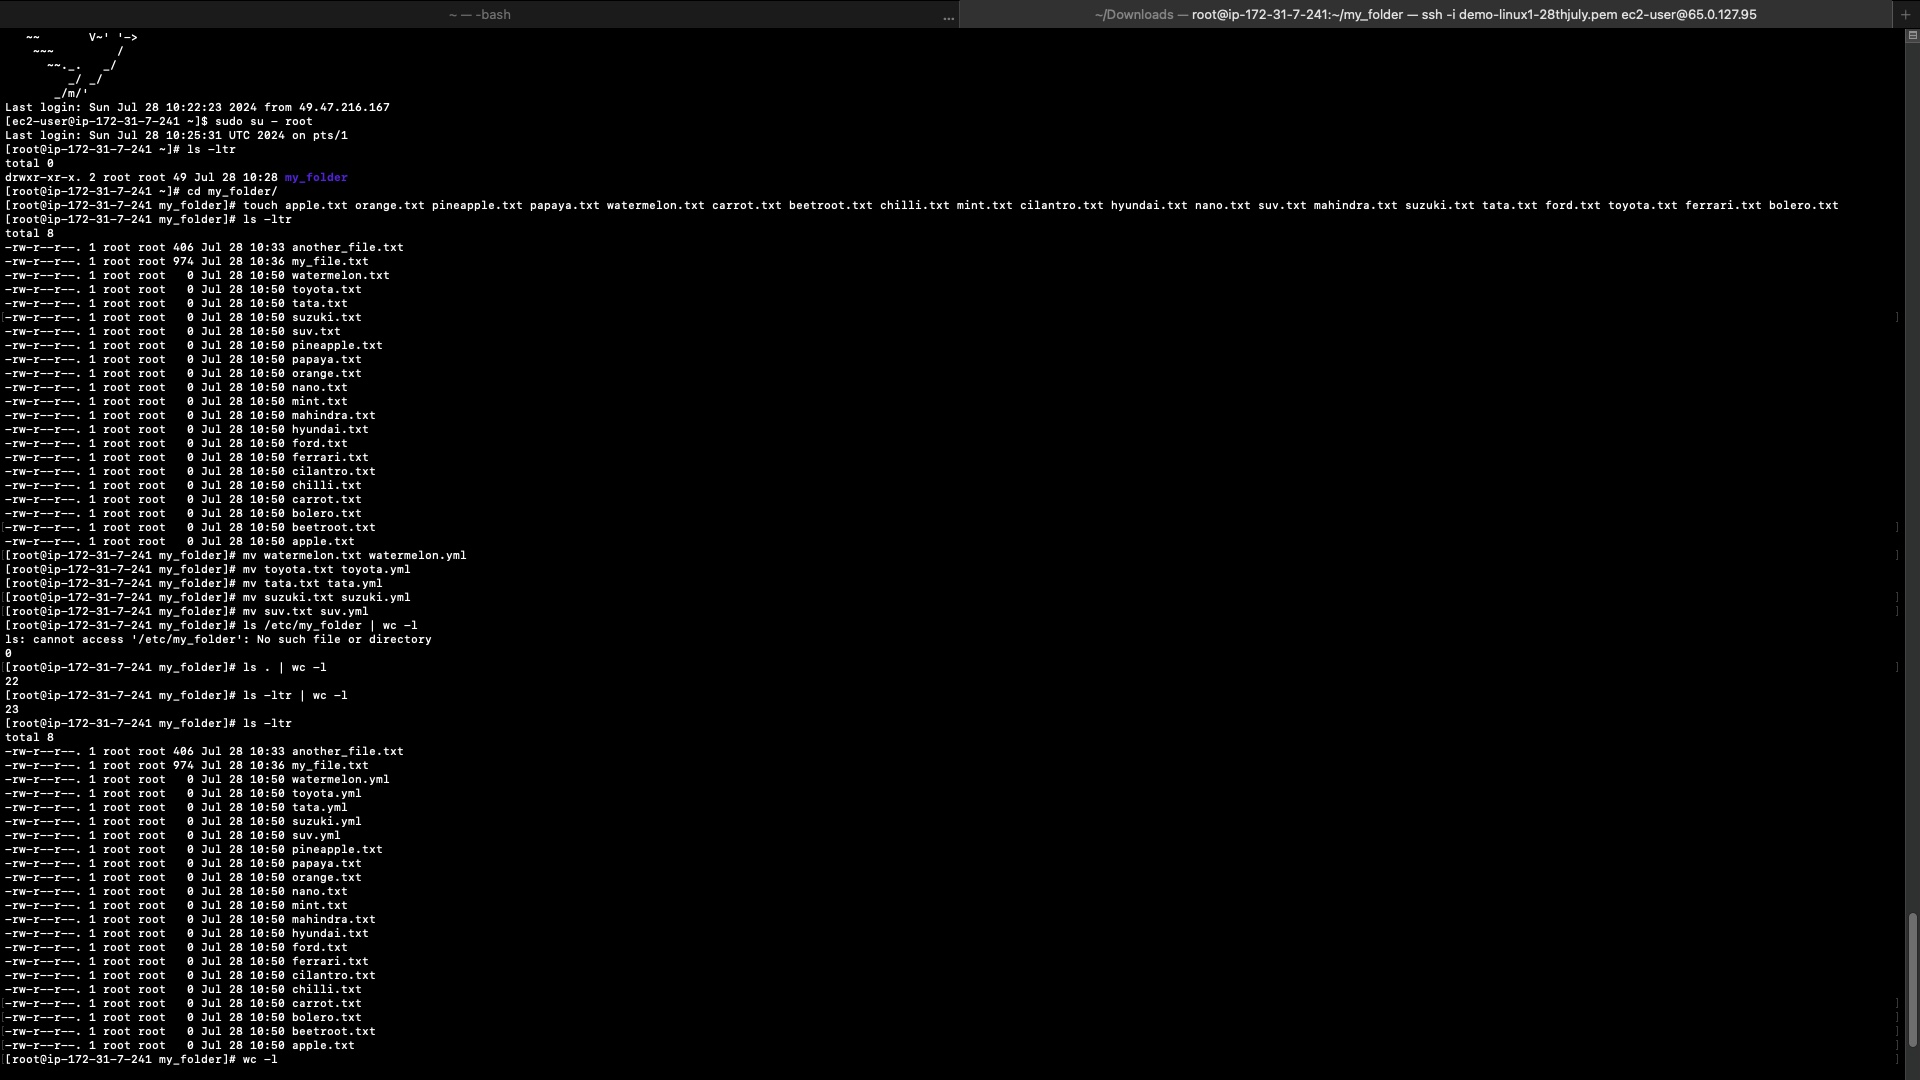 ~ — -bash
...
~/Downloads — root@ip-172-31-7-241:~/my_folder — ssh -i demo-linux1-28thjuly.pem ec2-user@65.0.127.95
+
~~       V~' '->
~~~         /
~~._.   _/
_/ _/
_/m/'
Last login: Sun Jul 28 10:22:23 2024 from 49.47.216.167
[ec2-user@ip-172-31-7-241 ~]$ sudo su - root
Last login: Sun Jul 28 10:25:31 UTC 2024 on pts/1
[root@ip-172-31-7-241 ~]# ls -ltr
total 0
drwxr-xr-x. 2 root root 49 Jul 28 10:28 my_folder
[root@ip-172-31-7-241 ~]# cd my_folder/
[root@ip-172-31-7-241 my_folder]# touch apple.txt orange.txt pineapple.txt papaya.txt watermelon.txt carrot.txt beetroot.txt chilli.txt mint.txt cilantro.txt hyundai.txt nano.txt suv.txt mahindra.txt suzuki.txt tata.txt ford.txt toyota.txt ferrari.txt bolero.txt
[root@ip-172-31-7-241 my_folder]# ls -ltr
total 8
-rw-r--r--. 1 root root 406 Jul 28 10:33 another_file.txt
-rw-r--r--. 1 root root 974 Jul 28 10:36 my_file.txt
-rw-r--r--. 1 root root   0 Jul 28 10:50 watermelon.txt
-rw-r--r--. 1 root root   0 Jul 28 10:50 toyota.txt
-rw-r--r--. 1 root root   0 Jul 28 10:50 tata.txt
-rw-r--r--. 1 root root   0 Jul 28 10:50 suzuki.txt
-rw-r--r--. 1 root root   0 Jul 28 10:50 suv.txt
-rw-r--r--. 1 root root   0 Jul 28 10:50 pineapple.txt
-rw-r--r--. 1 root root   0 Jul 28 10:50 papaya.txt
-rw-r--r--. 1 root root   0 Jul 28 10:50 orange.txt
-rw-r--r--. 1 root root   0 Jul 28 10:50 nano.txt
-rw-r--r--. 1 root root   0 Jul 28 10:50 mint.txt
-rw-r--r--. 1 root root   0 Jul 28 10:50 mahindra.txt
-rw-r--r--. 1 root root   0 Jul 28 10:50 hyundai.txt
-rw-r--r--. 1 root root   0 Jul 28 10:50 ford.txt
-rw-r--r--. 1 root root   0 Jul 28 10:50 ferrari.txt
-rw-r--r--. 1 root root   0 Jul 28 10:50 cilantro.txt
-rw-r--r--. 1 root root   0 Jul 28 10:50 chilli.txt
-rw-r--r--. 1 root root   0 Jul 28 10:50 carrot.txt
-rw-r--r--. 1 root root   0 Jul 28 10:50 bolero.txt
-rw-r--r--. 1 root root   0 Jul 28 10:50 beetroot.txt
-rw-r--r--. 1 root root   0 Jul 28 10:50 apple.txt
[root@ip-172-31-7-241 my_folder]# mv watermelon.txt watermelon.yml
[root@ip-172-31-7-241 my_folder]# mv toyota.txt toyota.yml
[root@ip-172-31-7-241 my_folder]# mv tata.txt tata.yml
[root@ip-172-31-7-241 my_folder]# mv suzuki.txt suzuki.yml
[root@ip-172-31-7-241 my_folder]# mv suv.txt suv.yml
[root@ip-172-31-7-241 my_folder]# ls /etc/my_folder | wc -l
ls: cannot access '/etc/my_folder': No such file or directory
0
[root@ip-172-31-7-241 my_folder]# ls . | wc -l
22
[root@ip-172-31-7-241 my_folder]# ls -ltr | wc -l
23
[root@ip-172-31-7-241 my_folder]# ls -ltr
total 8
-rw-r--r--. 1 root root 406 Jul 28 10:33 another_file.txt
-rw-r--r--. 1 root root 974 Jul 28 10:36 my_file.txt
-rw-r--r--. 1 root root   0 Jul 28 10:50 watermelon.yml
-rw-r--r--. 1 root root   0 Jul 28 10:50 toyota.yml
-rw-r--r--. 1 root root   0 Jul 28 10:50 tata.yml
-rw-r--r--. 1 root root   0 Jul 28 10:50 suzuki.yml
-rw-r--r--. 1 root root   0 Jul 28 10:50 suv.yml
-rw-r--r--. 1 root root   0 Jul 28 10:50 pineapple.txt
-rw-r--r--. 1 root root   0 Jul 28 10:50 papaya.txt
-rw-r--r--. 1 root root   0 Jul 28 10:50 orange.txt
-rw-r--r--. 1 root root   0 Jul 28 10:50 nano.txt
-rw-r--r--. 1 root root   0 Jul 28 10:50 mint.txt
-rw-r--r--. 1 root root   0 Jul 28 10:50 mahindra.txt
-rw-r--r--. 1 root root   0 Jul 28 10:50 hyundai.txt
-rw-r--r--. 1 root root   0 Jul 28 10:50 ford.txt
-rw-r--r--. 1 root root   0 Jul 28 10:50 ferrari.txt
-rw-r--r--. 1 root root   0 Jul 28 10:50 cilantro.txt
-rw-r--r--. 1 root root   0 Jul 28 10:50 chilli.txt
-rw-r--r--. 1 root root   0 Jul 28 10:50 carrot.txt
-rw-r--r--. 1 root root   0 Jul 28 10:50 bolero.txt
-rw-r--r--. 1 root root   0 Jul 28 10:50 beetroot.txt
-rw-r--r--. 1 root root   0 Jul 28 10:50 apple.txt
[root@ip-172-31-7-241 my_folder]# wc -l